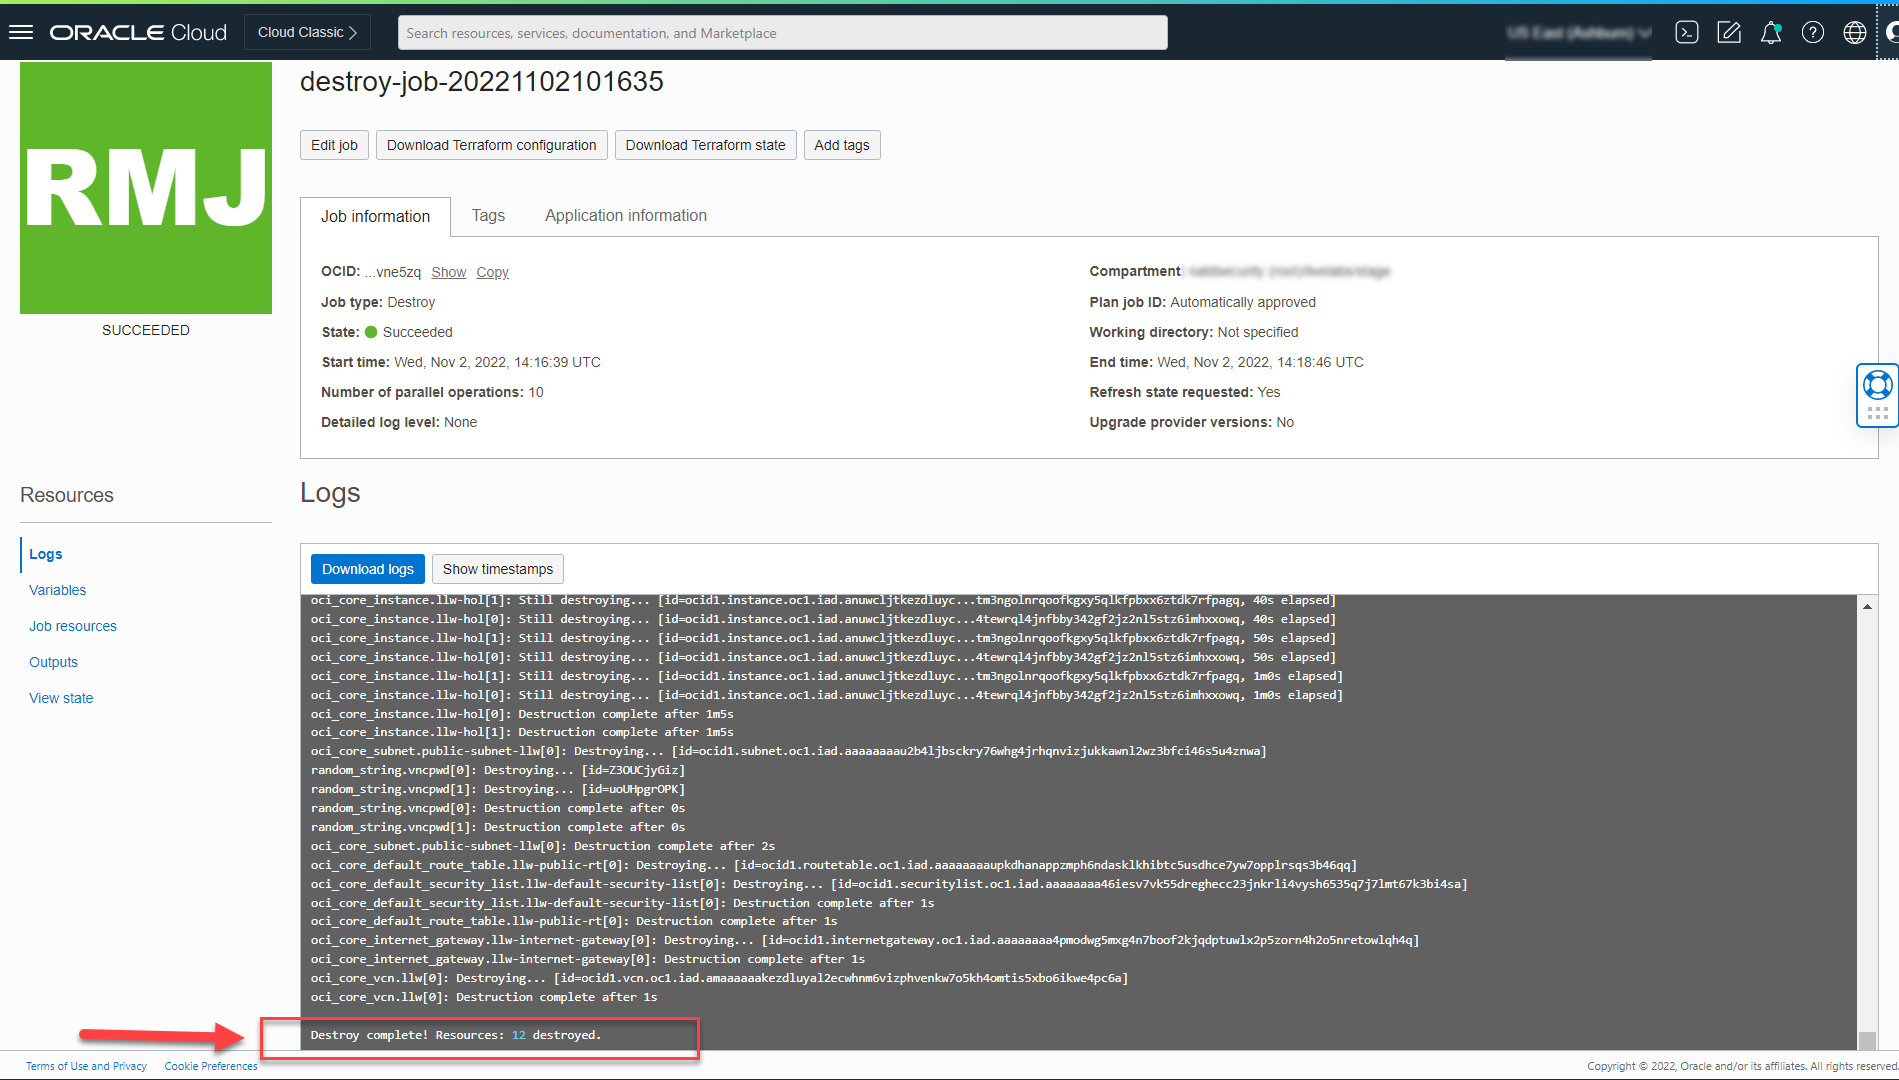 ORACLE Cloud
Cloud Classic
Search resources, services, documentation, and Marketplace
US East (Ashburn)
RMJ
SUCCEEDED
destroy-job-20221102101635
Edit job
Download Terraform configuration
Download Terraform state
Add tags
Job information
Tags
Application information
OCID: ...vne5zq Show Copy
Job type: Destroy
State: Succeeded
Start time: Wed, Nov 2, 2022, 14:16:39 UTC
Number of parallel operations: 10
Detailed log level: None
Compartment
Plan job ID: Automatically approved
Working directory: Not specified
End time: Wed, Nov 2, 2022, 14:18:46 UTC
Refresh state requested: Yes
Upgrade provider versions: No
Resources
Logs
Variables
Job resources
Outputs
View state
Logs
Download logs
Show timestamps
oci_core_instance.llw-hol[1]: Still destroying... [id=ocid1.instance.oc1.iad.anuwcljtkezdluyc...tm3ngolnrqoofkgxy5qlkfpbxx6ztdk7rfpagq, 40s elapsed]
oci_core_instance.llw-hol[0]: Still destroying... [id=ocid1.instance.oc1.iad.anuwcljtkezdluyc...4tewrql4jnfbby342gf2jz2nl5stz6imhxxowq, 40s elapsed]
oci_core_instance.llw-hol[1]: Still destroying... [id=ocid1.instance.oc1.iad.anuwcljtkezdluyc...tm3ngolnrqoofkgxy5qlkfpbxx6ztdk7rfpagq, 50s elapsed]
oci_core_instance.llw-hol[0]: Still destroying... [id=ocid1.instance.oc1.iad.anuwcljtkezdluyc...4tewrql4jnfbby342gf2jz2nl5stz6imhxxowq, 50s elapsed]
oci_core_instance.llw-hol[1]: Still destroying... [id=ocid1.instance.oc1.iad.anuwcljtkezdluyc...tm3ngolnrqoofkgxy5qlkfpbxx6ztdk7rfpagq, 1m0s elapsed]
oci_core_instance.llw-hol[0]: Still destroying... [id=ocid1.instance.oc1.iad.anuwcljtkezdluyc...4tewrql4jnfbby342gf2jz2nl5stz6imhxxowq, 1m0s elapsed]
oci_core_instance.llw-hol[0]: Destruction complete after 1m5s
oci_core_instance.llw-hol[1]: Destruction complete after 1m5s
oci_core_subnet.public-subnet-llw[0]: Destroying... [id=ocid1.subnet.oc1.iad.aaaaaaaau2b4ljbsckry76whg4jrhqnvizjukkawnl2wz3bfci46s5u4znwa]
random_string.vncpwd[0]: Destroying... [id=Z3OUCjyGiz]
random_string.vncpwd[1]: Destroying... [id=uoUHpgrOPK]
random_string.vncpwd[0]: Destruction complete after 0s
random_string.vncpwd[1]: Destruction complete after 0s
oci_core_subnet.public-subnet-llw[0]: Destruction complete after 2s
oci_core_default_route_table.llw-public-rt[0]: Destroying... [id=ocid1.routetable.oc1.iad.aaaaaaaaupkdhanappzmph6ndasklkhibtc5usdhce7yw7opplrsqs3b46qq]
oci_core_default_security_list.llw-default-security-list[0]: Destroying... [id=ocid1.securitylist.oc1.iad.aaaaaaaa46iesv7vk55dreghecc23jnkrli4vysh6535q7j7lmt67k3bi4sa]
oci_core_default_security_list.llw-default-security-list[0]: Destruction complete after 1s
oci_core_default_route_table.llw-public-rt[0]: Destruction complete after 1s
oci_core_internet_gateway.llw-internet-gateway[0]: Destroying... [id=ocid1.internetgateway.oc1.iad.aaaaaaaa4pmodwg5mxg4n7boof2kjqdptuwlx2p5zorn4h2o5nretowlqh4q]
oci_core_internet_gateway.llw-internet-gateway[0]: Destruction complete after 1s
oci_core_vcn.llw[0]: Destroying... [id=ocid1.vcn.oc1.iad.amaaaaaakezdluyal2ecwhnm6vizphvenkw7o5kh4omtis5xbo6ikwe4pc6a]
oci_core_vcn.llw[0]: Destruction complete after 1s
Destroy complete! Resources: 12 destroyed.
Terms of Use and Privacy
Cookie Preferences
Copyright © 2022, Oracle and/or its affiliates. All rights reserved.